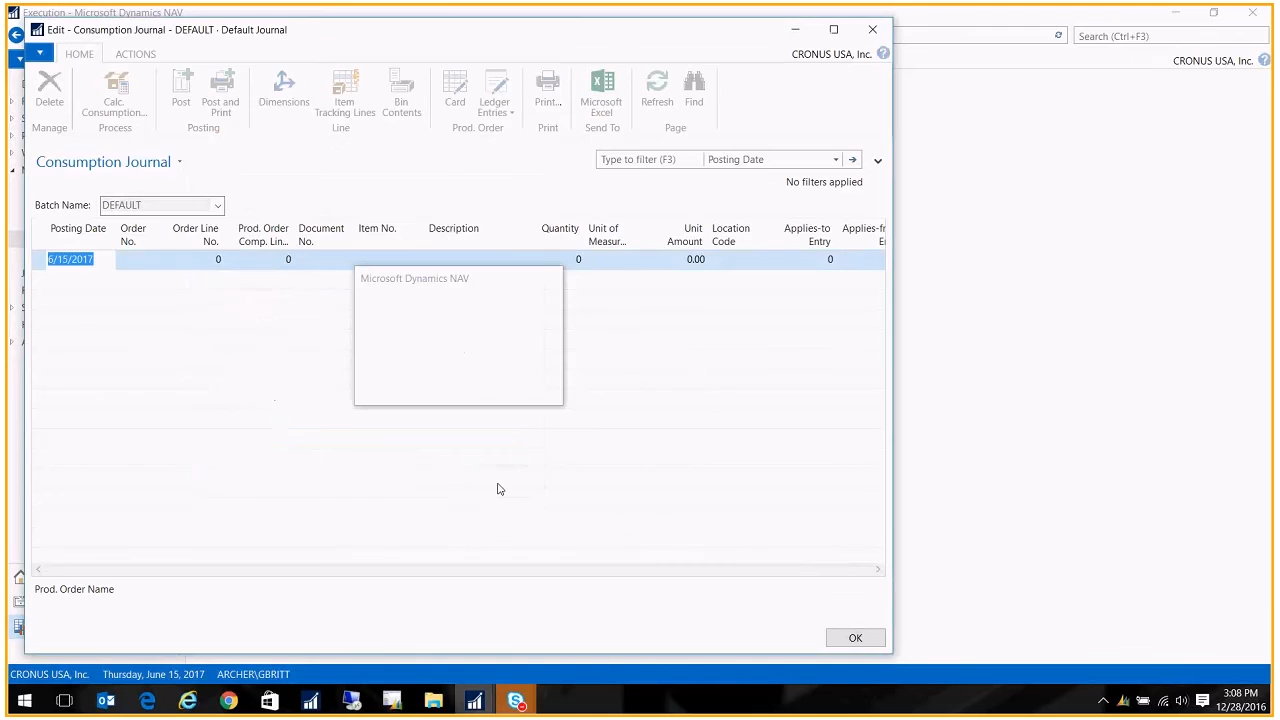 Execution - Microsoft Dynamics NAV
Edit - Consumption Journal - DEFAULT · Default Journal
Search (Ctrl+F3)
HOME ACTIONS
CRONUS USA, Inc.
CRONUS USA, Inc.
Delete
Calc. Consumption...
Post
Post and Print
Dimensions
Item Tracking Lines
Bin Contents
Card
Ledger Entries
Print...
Microsoft Excel
Refresh
Find
Manage Process Posting Line Prod. Order Print Send To Page
Consumption Journal
Type to filter (F3) Posting Date
No filters applied
Batch Name: DEFAULT
Posting Date
Order No.
Order Line No.
Prod. Order Comp. Lin...
Document No.
Item No.
Description
Quantity
Unit of Measur...
Unit Amount
Location Code
Applies-to Entry
Applies-fr
6/15/2017 0 0 0 0.00 0
Microsoft Dynamics NAV
Prod. Order Name
OK
CRONUS USA, Inc. Thursday, June 15, 2017 ARCHER\GBRITT
3:08 PM
12/28/2016